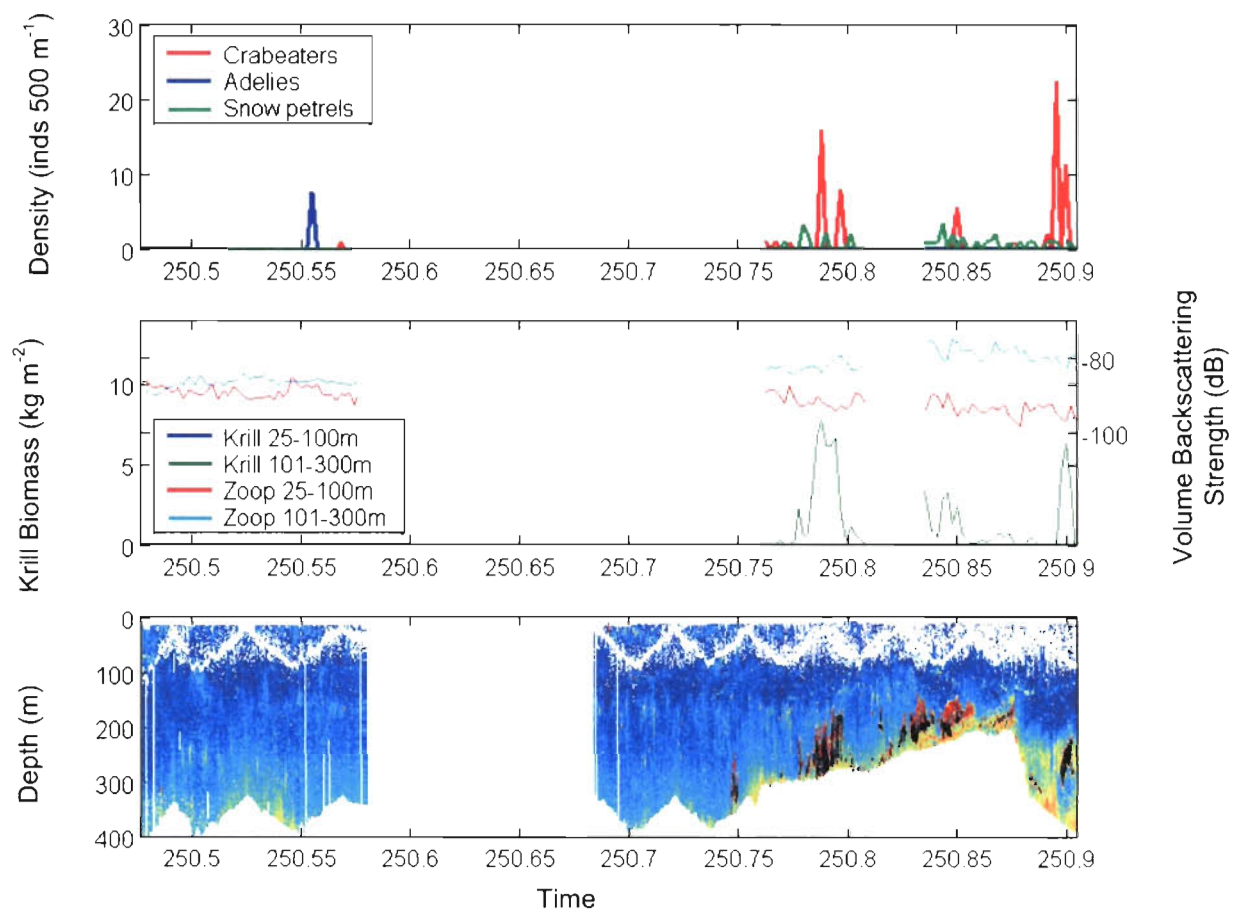 Density (inds 500 m⁻¹)
30
20
10
0
Crabeaters
Adelies
Snow petrels
250.5 250.55 250.6 250.65 250.7 250.75 250.8 250.85 250.9
Krill Biomass (kg m⁻²)
10
5
0
Krill 25-100m
Krill 101-300m
Zoop 25-100m
Zoop 101-300m
-80
-100
Volume Backscattering
Strength (dB)
250.5 250.55 250.6 250.65 250.7 250.75 250.8 250.85 250.9
Depth (m)
0
100
200
300
400
250.5 250.55 250.6 250.65 250.7 250.75 250.8 250.85 250.9
Time